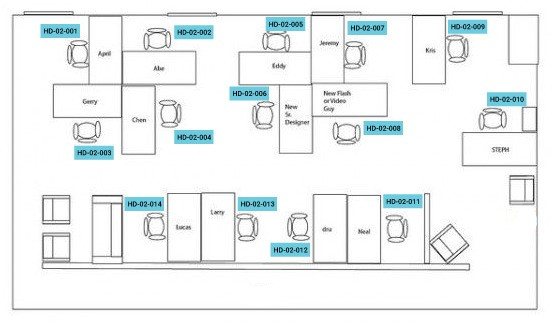 HD-02-001
HD-02-002
HD-02-005
HD-02-007
HD-02-009
April
Abe
Eddy
Jeremy
Kris
HD-02-006
HD-02-010
Gerry
Chen
HD-02-004
New
Sr.
Designer
New Flash
orVideo
Guy
HD-02-008
HD-02-003
STEPH
HD-02-014
Lucas
Larry
HD-02-013
HD-02-012
dru
Neal
HD-02-011